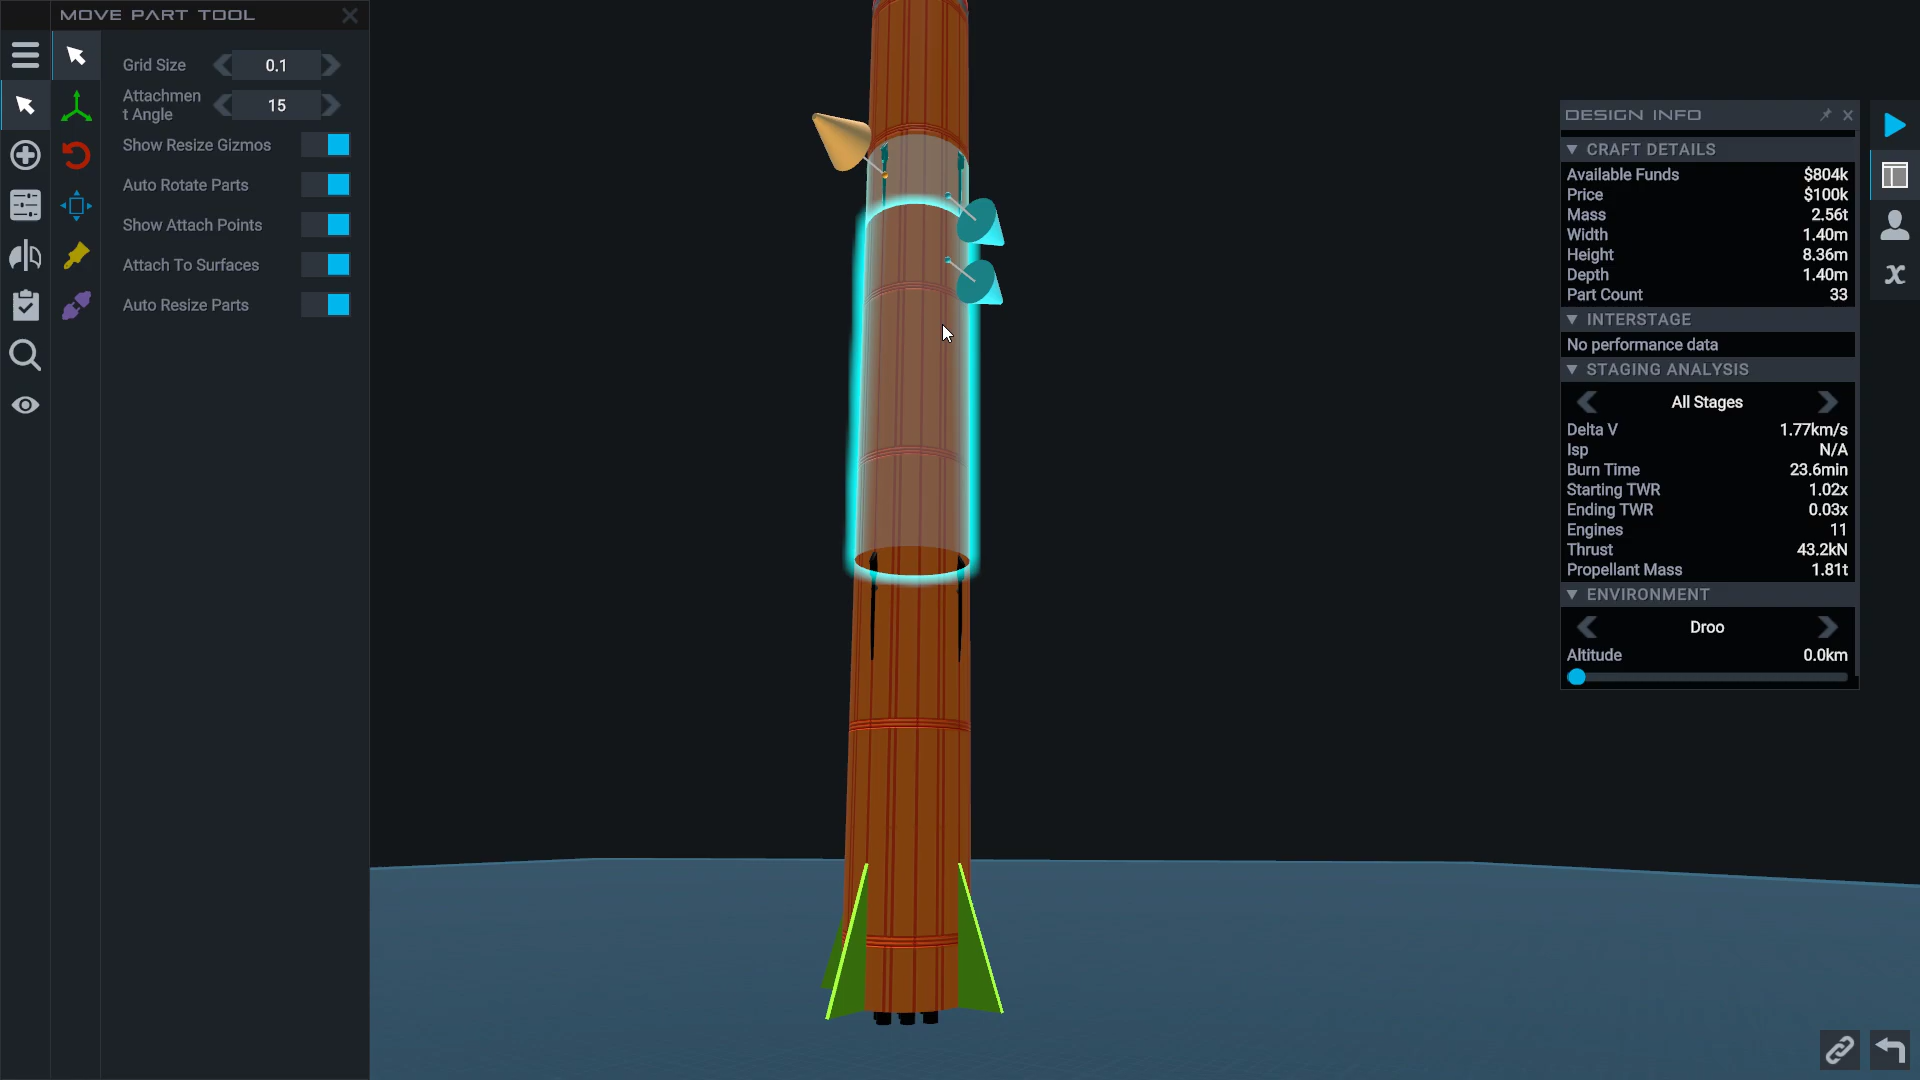 MOVE PART TOOL
Grid Size 0.1
Attachmen
t Angle 15
Show Resize Gizmos
Auto Rotate Parts
Show Attach Points
Attach To Surfaces
Auto Resize Parts
DESIGN INFO
CRAFT DETAILS
Available Funds $804k
Price $100k
Mass 2.56t
Width 1.40m
Height 8.36m
Depth 1.40m
Part Count 33
INTERSTAGE
No performance data
STAGING ANALYSIS
All Stages
Delta V 1.77km/s
Isp N/A
Burn Time 23.6min
Starting TWR 1.02x
Ending TWR 0.03x
Engines 11
Thrust 43.2kN
Propellant Mass 1.81t
ENVIRONMENT
Droo
Altitude 0.0km
x